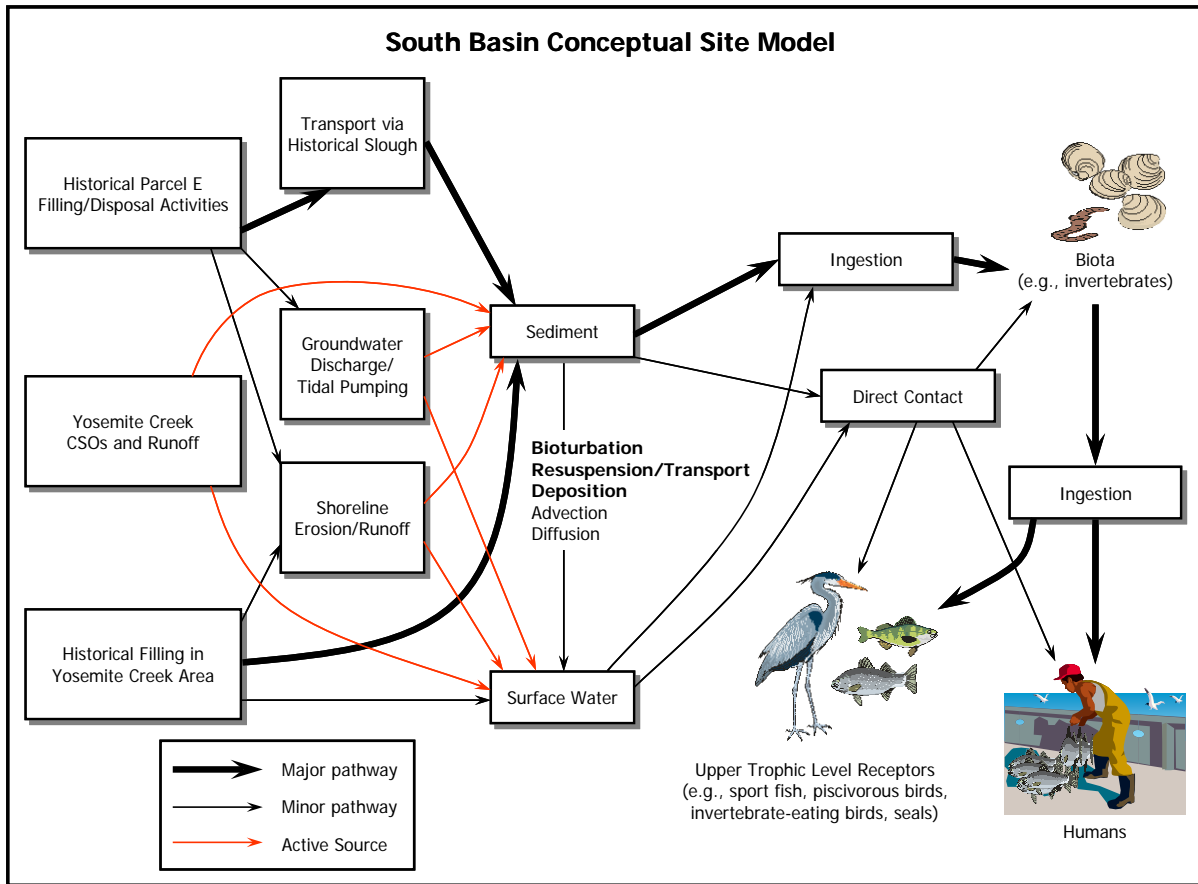 South Basin Conceptual Site Model
Transport via
Historical Slough
Historical Parcel E
Filling/Disposal Activities
Ingestion
Biota
(e.g., invertebrates)
Sediment
Groundwater
Discharge/
Tidal Pumping
Direct Contact
Yosemite Creek
CSOs and Runoff
Bioturbation
Resuspension/Transport
Deposition
Advection
Diffusion
Shoreline
Erosion/Runoff
Ingestion
Historical Filling in
Yosemite Creek Area
Surface Water
Major pathway
Minor pathway
Active Source
Upper Trophic Level Receptors
(e.g., sport fish, piscivorous birds,
invertebrate-eating birds, seals)
Humans